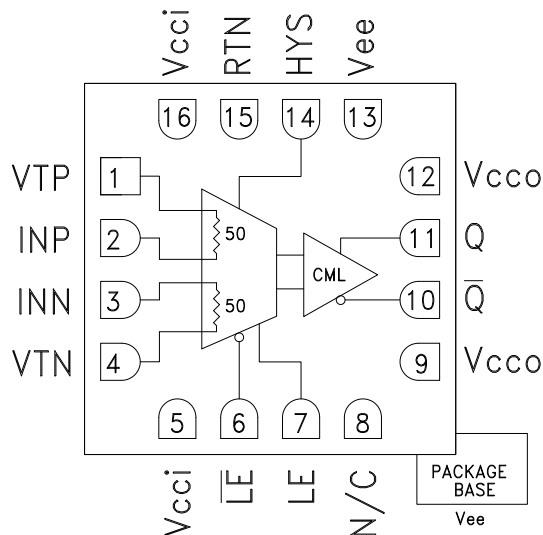 Vcci RTN HYS Vee
16 15 14 13
VTP 1 12 Vcco
INP 2 50 11 Q
CML
INN 3 50 10 Q̅
VTN 4 9 Vcco
5 6 7 8
Vcci L̅E̅ LE N/C
PACKAGE
BASE
Vee